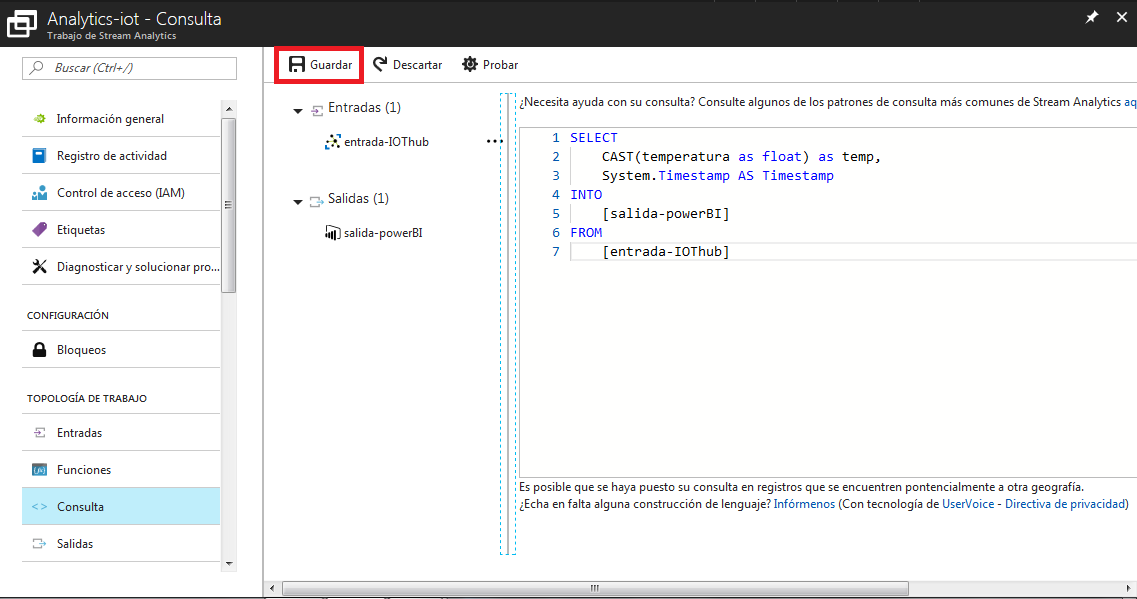 Analytics-iot - Consulta
Trabajo de Stream Analytics
Buscar (Ctrl+/)
Información general
Registro de actividad
Control de acceso (IAM)
Etiquetas
Diagnosticar y solucionar pro...
CONFIGURACIÓN
Bloqueos
TOPOLOGÍA DE TRABAJO
Entradas
Funciones
Consulta
Salidas
Guardar Descartar Probar
Entradas (1)
entrada-IOThub ...
Salidas (1)
salida-powerBI
¿Necesita ayuda con su consulta? Consulte algunos de los patrones de consulta más comunes de Stream Analytics aq
1 SELECT
2 CAST(temperatura as float) as temp,
3 System.Timestamp AS Timestamp
4 INTO
5 [salida-powerBI]
6 FROM
7 [entrada-IOThub]
Es posible que se haya puesto su consulta en registros que se encuentren pontencialmente a otra geografía.
¿Echa en falta alguna construcción de lenguaje? Infórmenos (Con tecnología de UserVoice - Directiva de privacidad)